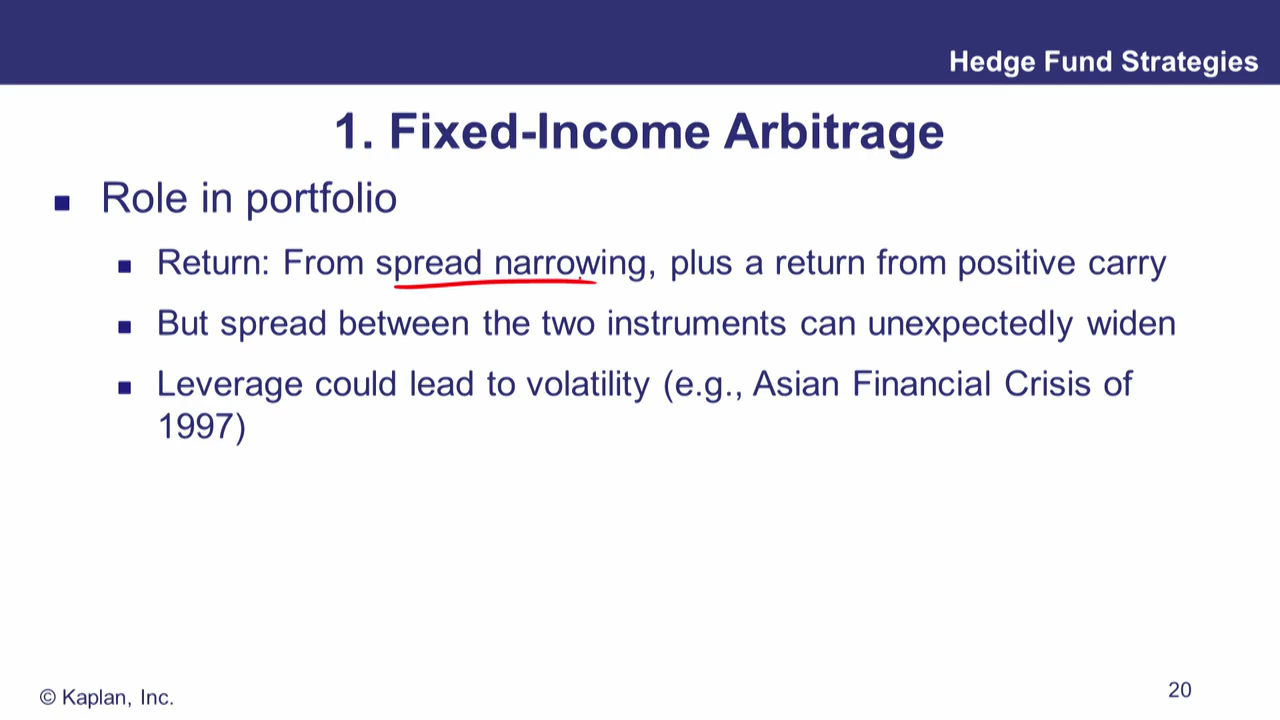 Hedge Fund Strategies
1. Fixed-Income Arbitrage
Role in portfolio
Return: From spread narrowing, plus a return from positive carry
But spread between the two instruments can unexpectedly widen
Leverage could lead to volatility (e.g., Asian Financial Crisis of
1997)
© Kaplan, Inc.
20